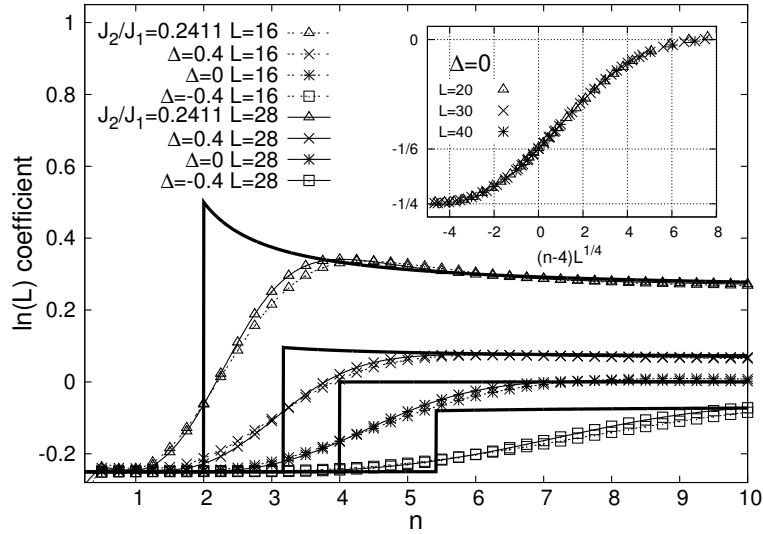 J2/J1=0.2411 L=16
Δ=0.4 L=16
Δ=0 L=16
Δ=-0.4 L=16
J2/J1=0.2411 L=28
Δ=0.4 L=28
Δ=0 L=28
Δ=-0.4 L=28
Δ=0
L=20
L=30
L=40
0
-1/6
-1/4
-4 -2 0 2 4 6 8
(n-4)L^1/4
ln(L) coefficient
1
0.8
0.6
0.4
0.2
0
-0.2
1 2 3 4 5 6 7 8 9 10
n